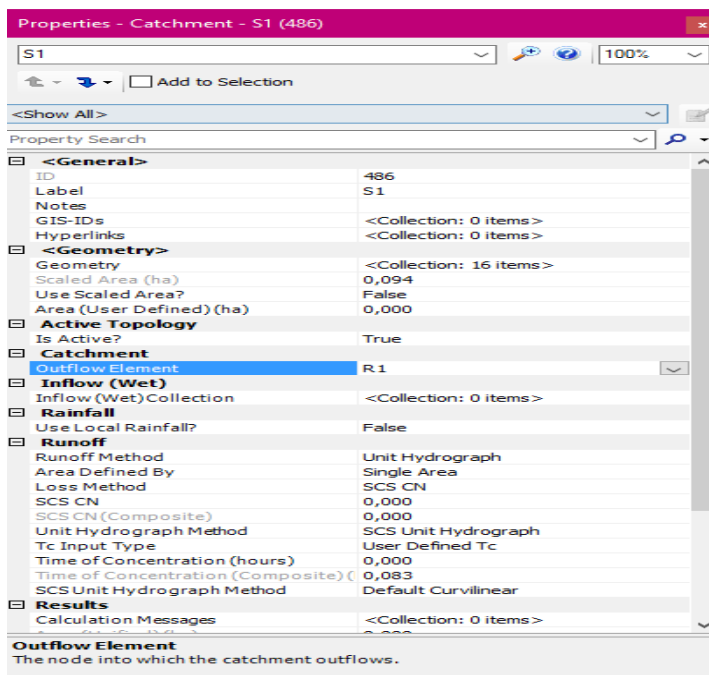 Properties - Catchment - S1 (486)
S1 100%
Add to Selection
<Show All>
Property Search
<General>
ID 486
Label S1
Notes
GIS-IDs <Collection: 0 items>
Hyperlinks <Collection: 0 items>
<Geometry>
Geometry <Collection: 16 items>
Scaled Area (ha) 0,094
Use Scaled Area? False
Area (User Defined) (ha) 0,000
Active Topology
Is Active? True
Catchment
Outflow Element R1
Inflow (Wet)
Inflow (Wet) Collection <Collection: 0 items>
Rainfall
Use Local Rainfall? False
Runoff
Runoff Method Unit Hydrograph
Area Defined By Single Area
Loss Method SCS CN
SCS CN 0,000
SCS CN (Composite) 0,000
Unit Hydrograph Method SCS Unit Hydrograph
Tc Input Type User Defined Tc
Time of Concentration (hours) 0,000
Time of Concentration (Composite) ( 0,083
SCS Unit Hydrograph Method Default Curvilinear
Results
Calculation Messages <Collection: 0 items>
Outflow Element
The node into which the catchment outflows.